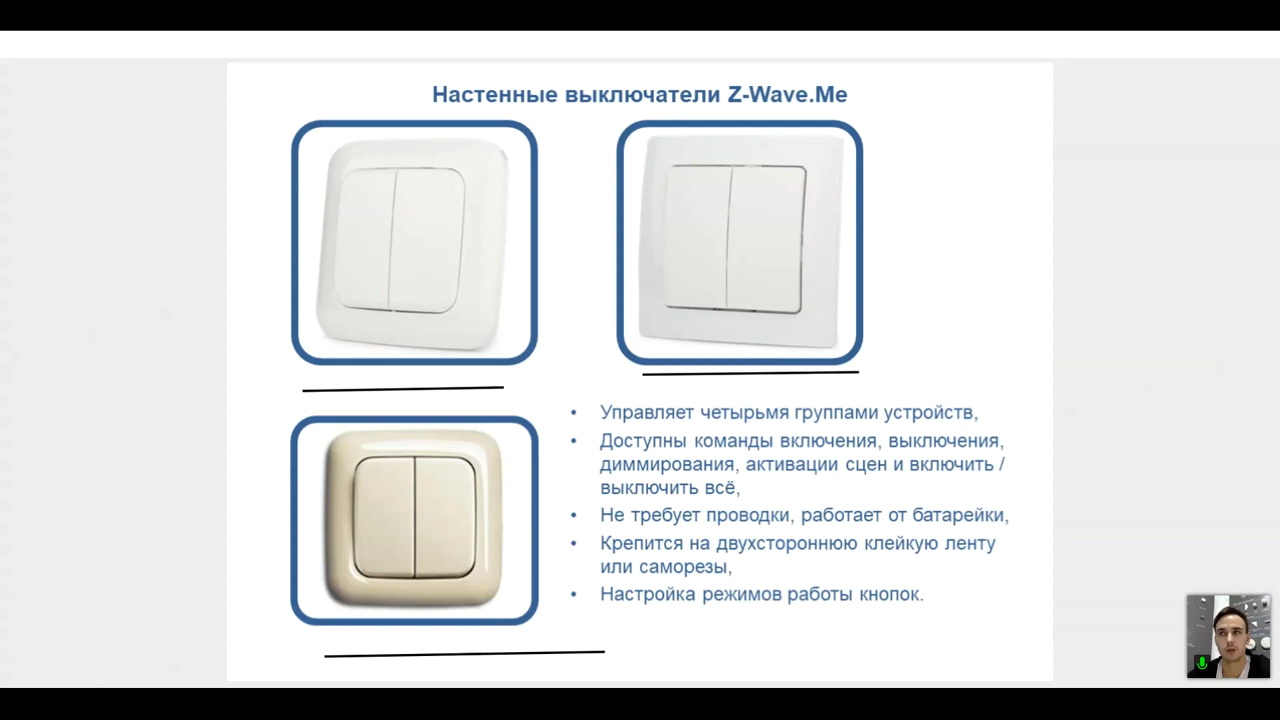 Настенные выключатели Z-Wave.Me
• Управляет четырьмя группами устройств,
• Доступны команды включения, выключения,
диммирования, активации сцен и включить /
выключить всё,
• Не требует проводки, работает от батарейки,
• Крепится на двухстороннюю клейкую ленту
или саморезы,
• Настройка режимов работы кнопок.